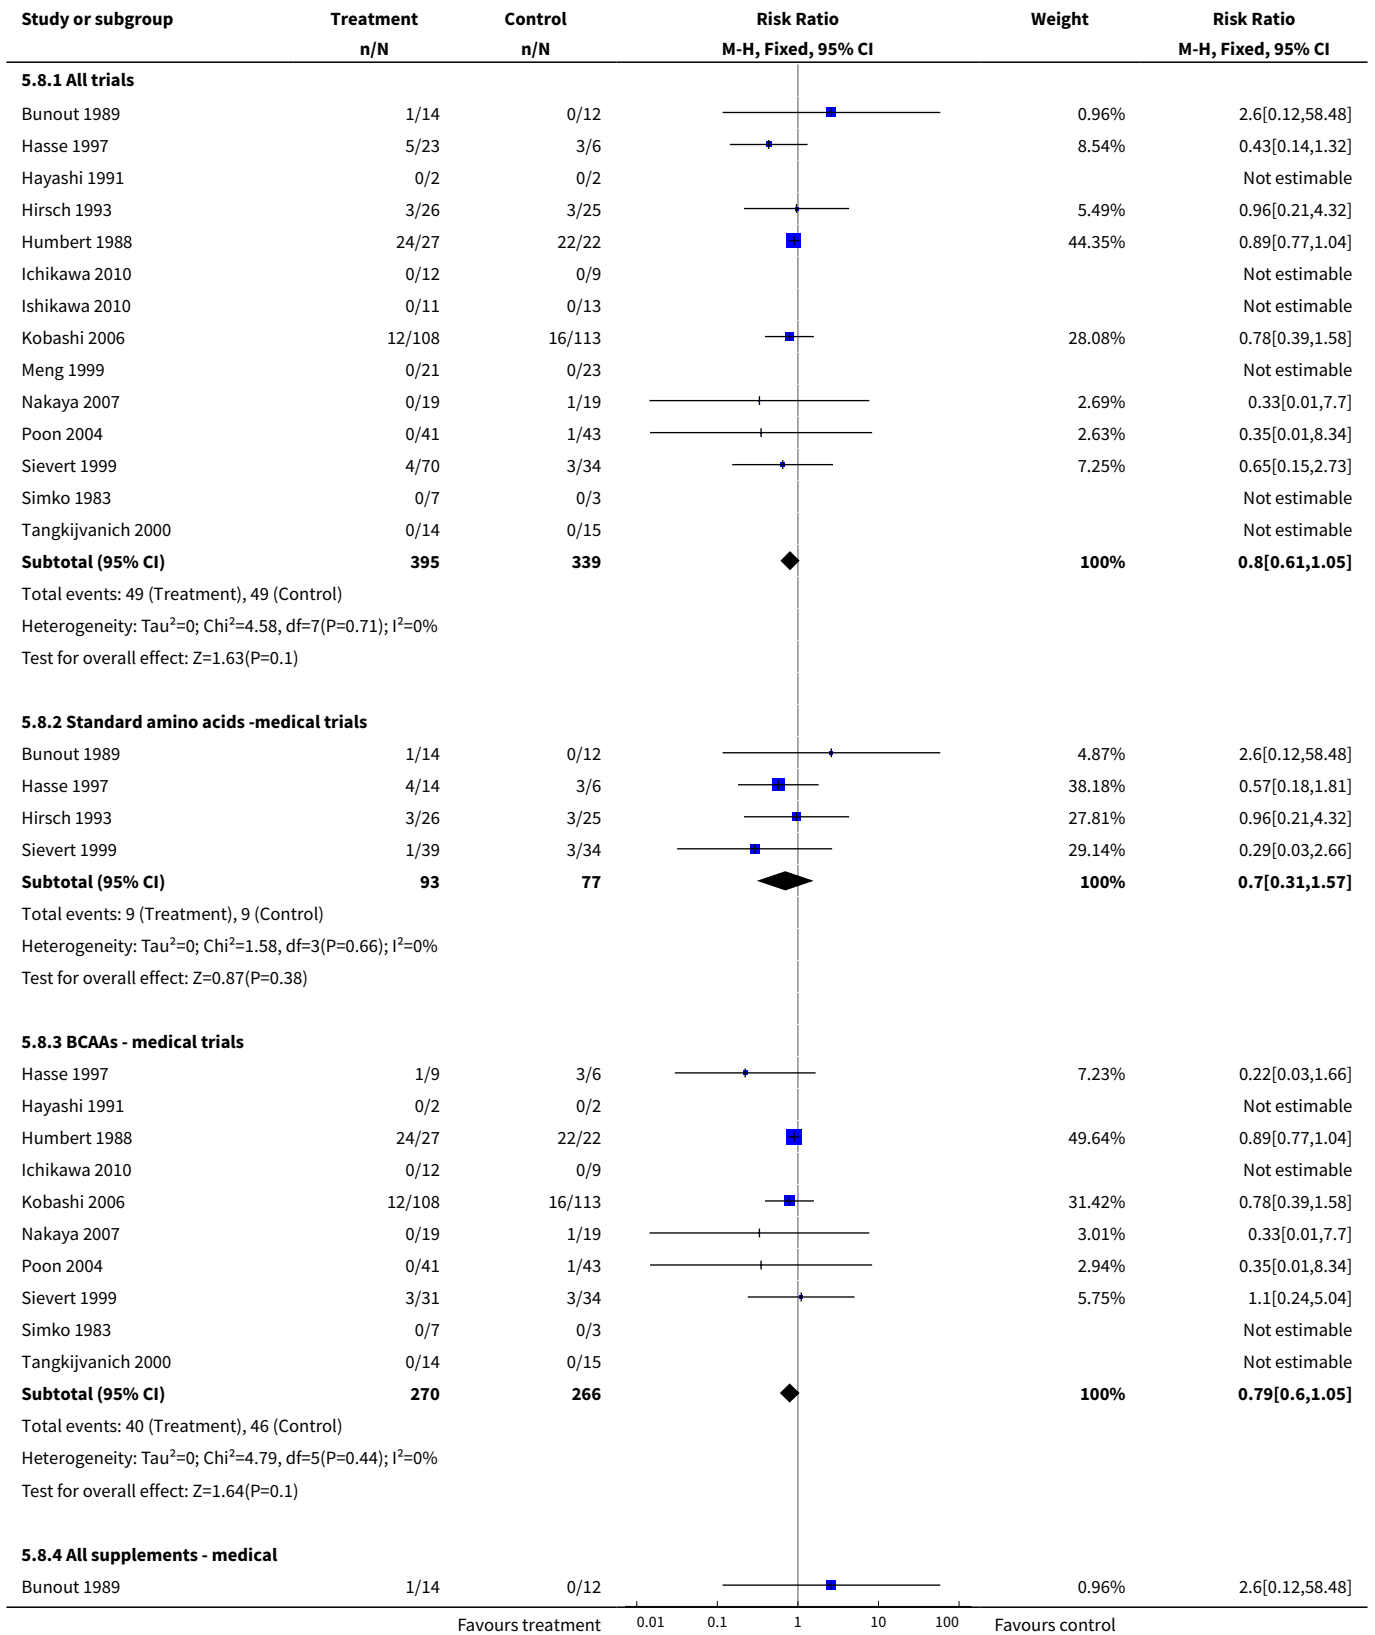 Study or subgroup Treatment Control Risk Ratio Weight Risk Ratio
n/N n/N M-H, Fixed, 95% CI M-H, Fixed, 95% CI
5.8.1 All trials
Bunout 1989 1/14 0/12 0.96% 2.6[0.12,58.48]
Hasse 1997 5/23 3/6 8.54% 0.43[0.14,1.32]
Hayashi 1991 0/2 0/2 Not estimable
Hirsch 1993 3/26 3/25 5.49% 0.96[0.21,4.32]
Humbert 1988 24/27 22/22 44.35% 0.89[0.77,1.04]
Ichikawa 2010 0/12 0/9 Not estimable
Ishikawa 2010 0/11 0/13 Not estimable
Kobashi 2006 12/108 16/113 28.08% 0.78[0.39,1.58]
Meng 1999 0/21 0/23 Not estimable
Nakaya 2007 0/19 1/19 2.69% 0.33[0.01,7.7]
Poon 2004 0/41 1/43 2.63% 0.35[0.01,8.34]
Sievert 1999 4/70 3/34 7.25% 0.65[0.15,2.73]
Simko 1983 0/7 0/3 Not estimable
Tangkijvanich 2000 0/14 0/15 Not estimable
Subtotal (95% CI) 395 339 100% 0.8[0.61,1.05]
Total events: 49 (Treatment), 49 (Control)
Heterogeneity: Tau²=0; Chi²=4.58, df=7(P=0.71); I²=0%
Test for overall effect: Z=1.63(P=0.1)
5.8.2 Standard amino acids -medical trials
Bunout 1989 1/14 0/12 4.87% 2.6[0.12,58.48]
Hasse 1997 4/14 3/6 38.18% 0.57[0.18,1.81]
Hirsch 1993 3/26 3/25 27.81% 0.96[0.21,4.32]
Sievert 1999 1/39 3/34 29.14% 0.29[0.03,2.66]
Subtotal (95% CI) 93 77 100% 0.7[0.31,1.57]
Total events: 9 (Treatment), 9 (Control)
Heterogeneity: Tau²=0; Chi²=1.58, df=3(P=0.66); I²=0%
Test for overall effect: Z=0.87(P=0.38)
5.8.3 BCAAs - medical trials
Hasse 1997 1/9 3/6 7.23% 0.22[0.03,1.66]
Hayashi 1991 0/2 0/2 Not estimable
Humbert 1988 24/27 22/22 49.64% 0.89[0.77,1.04]
Ichikawa 2010 0/12 0/9 Not estimable
Kobashi 2006 12/108 16/113 31.42% 0.78[0.39,1.58]
Nakaya 2007 0/19 1/19 3.01% 0.33[0.01,7.7]
Poon 2004 0/41 1/43 2.94% 0.35[0.01,8.34]
Sievert 1999 3/31 3/34 5.75% 1.1[0.24,5.04]
Simko 1983 0/7 0/3 Not estimable
Tangkijvanich 2000 0/14 0/15 Not estimable
Subtotal (95% CI) 270 266 100% 0.79[0.6,1.05]
Total events: 40 (Treatment), 46 (Control)
Heterogeneity: Tau²=0; Chi²=4.79, df=5(P=0.44); I²=0%
Test for overall effect: Z=1.64(P=0.1)
5.8.4 All supplements - medical
Bunout 1989 1/14 0/12 0.96% 2.6[0.12,58.48]
Favours treatment 0.01 0.1 1 10 100 Favours control